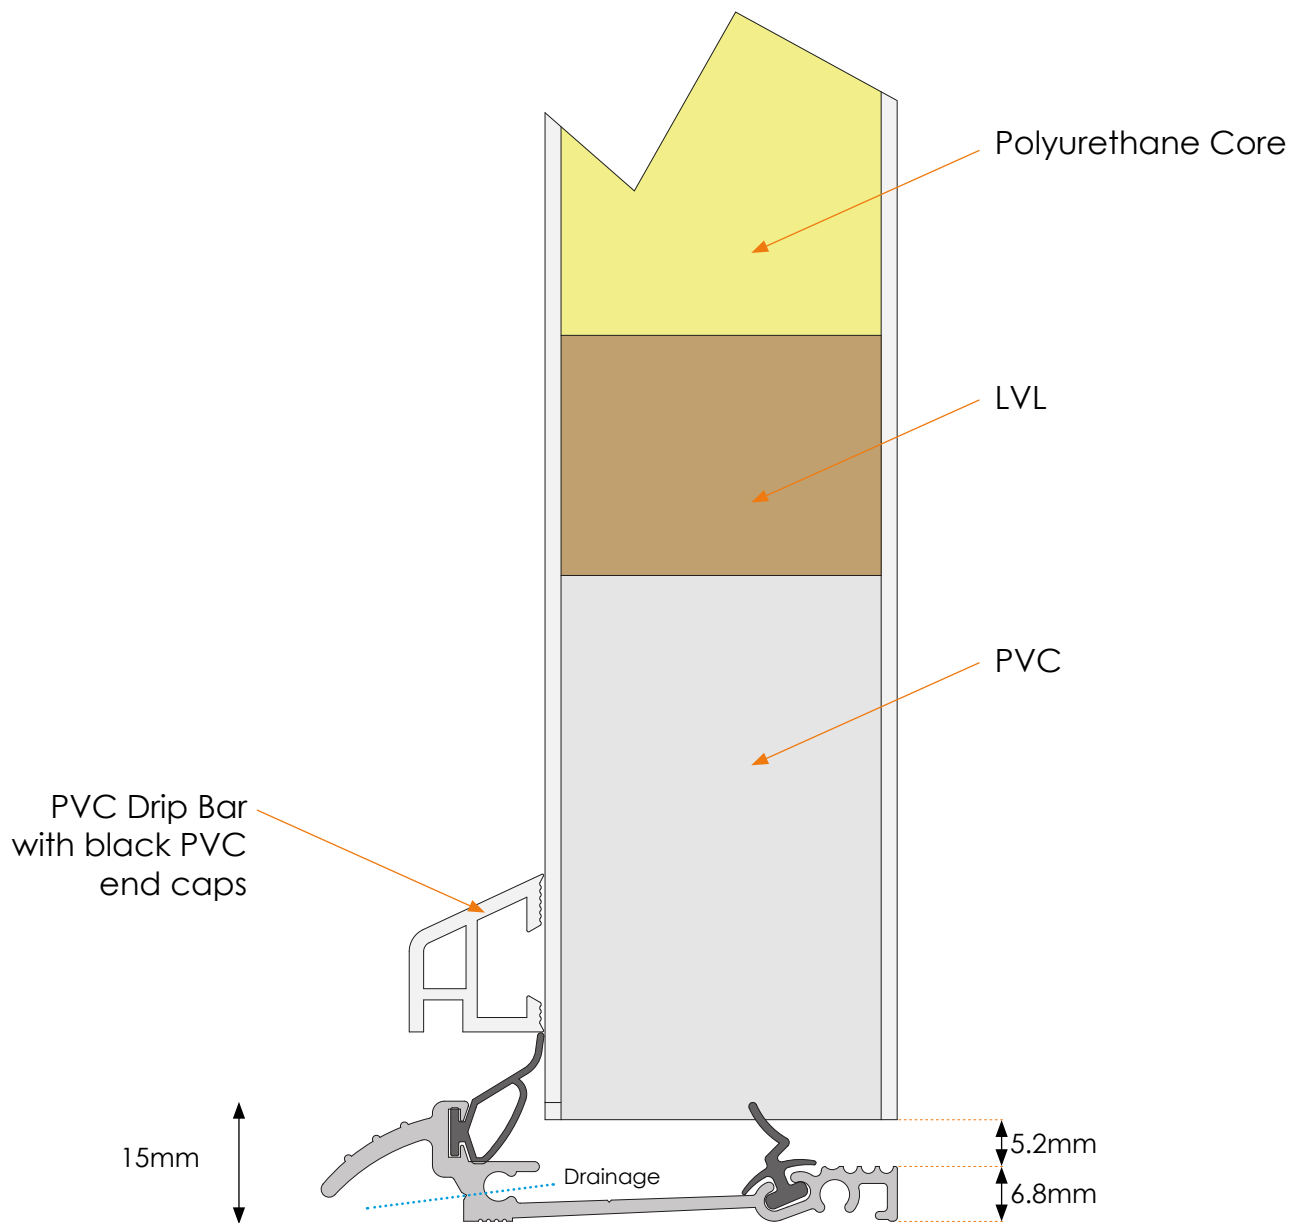 Polyurethane Core
LVL
PVC
PVC Drip Bar
with black PVC
end caps
15mm
5.2mm
Drainage
6.8mm